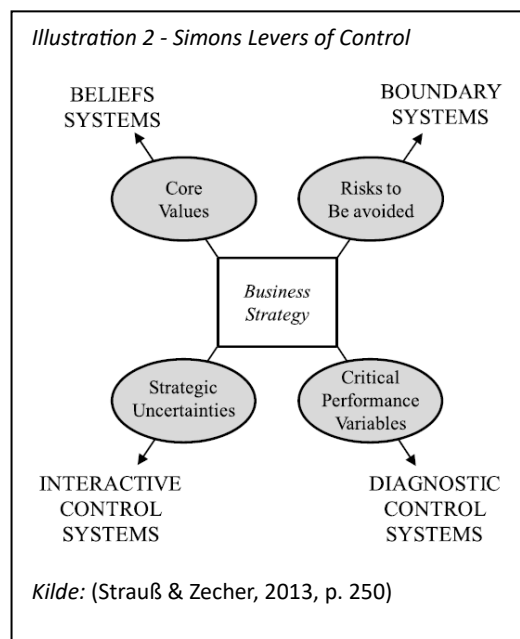 Illustration 2 - Simons Levers of Control
BELIEFS
SYSTEMS
BOUNDARY
SYSTEMS
Core
Values
Risks to
Be avoided
Business
Strategy
Strategic
Uncertainties
Critical
Performance
Variables
INTERACTIVE
CONTROL
SYSTEMS
DIAGNOSTIC
CONTROL
SYSTEMS
Kilde: (Strauß & Zecher, 2013, p. 250)